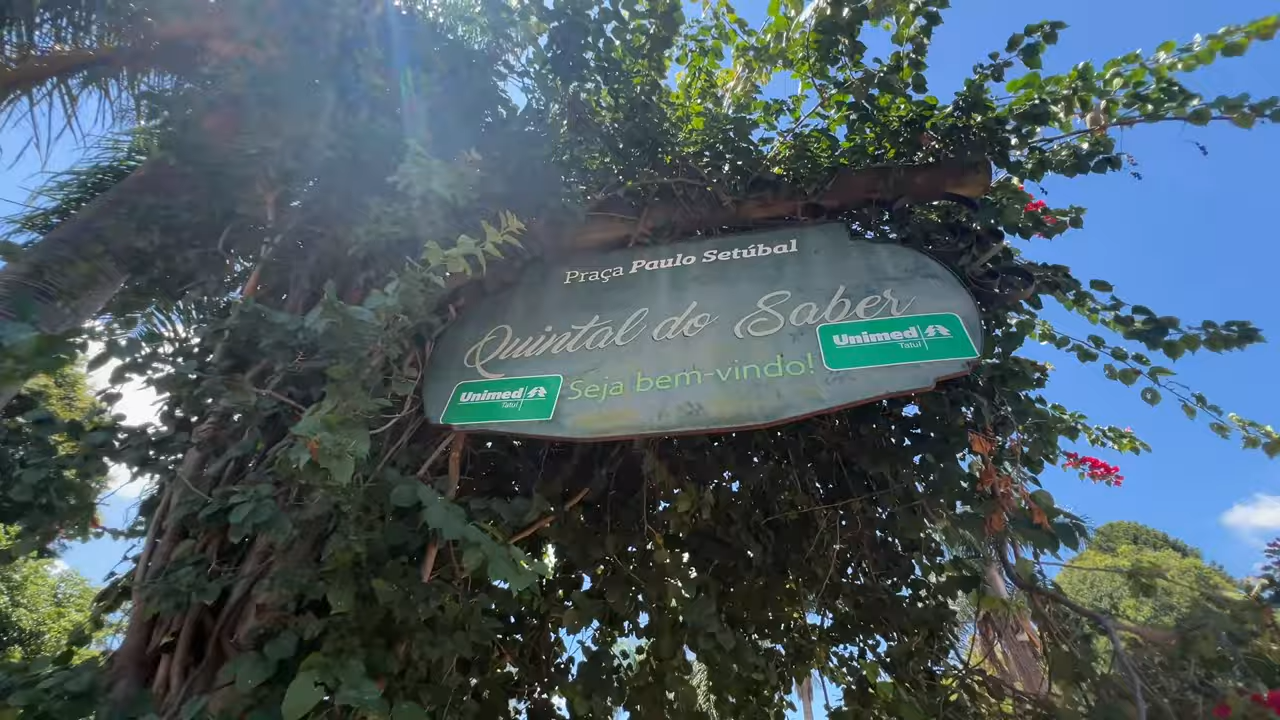 Praça Paulo Setúbal
Quintal do Saber
Seja bem-vindo!
Unimed
Tatuí
Unimed
Tatuí